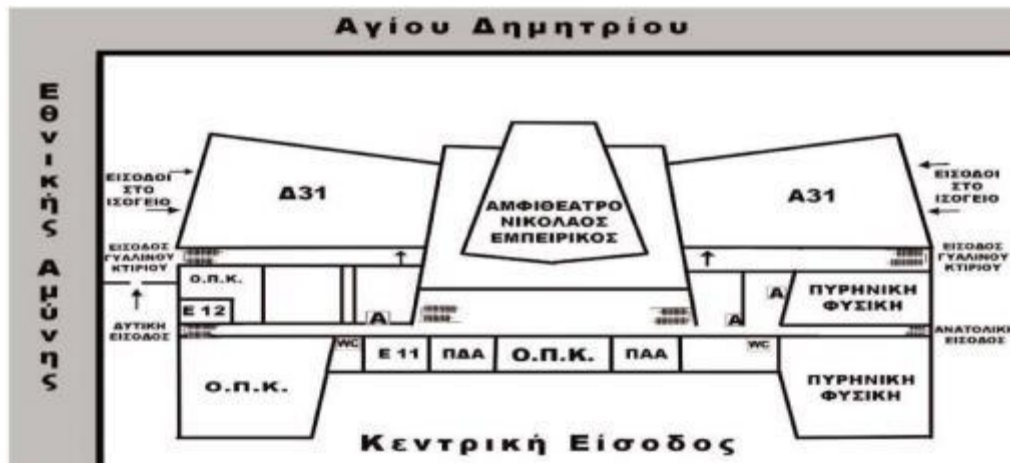 Αγίου Δημητρίου
Εθνικής Αμύνης
ΕΙΣΟΔΟΙ
ΣΤΟ
ΙΣΟΓΕΙΟ
Δ31
ΑΜΦΙΘΕΑΤΡΟ
ΝΙΚΟΛΑΟΣ
ΕΜΠΕΙΡΙΚΟΣ
Α31
ΕΙΣΟΔΟΙ
ΣΤΟ
ΙΣΟΓΕΙΟ
ΕΙΣΟΔΟΣ
ΓΥΑΛΙΝΟΥ
ΚΤΙΡΙΟΥ
ΕΙΣΟΔΟΣ
ΓΥΑΛΙΝΟΥ
ΚΤΙΡΙΟΥ
Ο.Π.Κ.
Ε 12
Α
Α
Α
ΠΥΡΗΝΙΚΗ
ΦΥΣΙΚΗ
ΔΥΤΙΚΗ
ΕΙΣΟΔΟΣ
ΑΝΑΤΟΛΙΚΗ
ΕΙΣΟΔΟΣ
Ο.Π.Κ.
WC
Ε 11
ΠΔΑ
Ο.Π.Κ.
ΠΑΑ
WC
ΠΥΡΗΝΙΚΗ
ΦΥΣΙΚΗ
Κεντρική Είσοδος